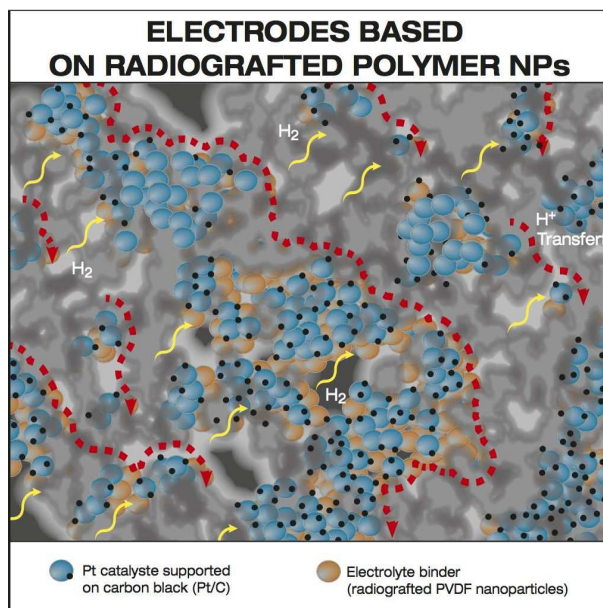 ELECTRODES BASED
ON RADIOGRAFTED POLYMER NPs
H2
H+
Transfert
H2
H2
Pt catalyste supported
on carbon black (Pt/C)
Electrolyte binder
(radiografted PVDF nanoparticles)